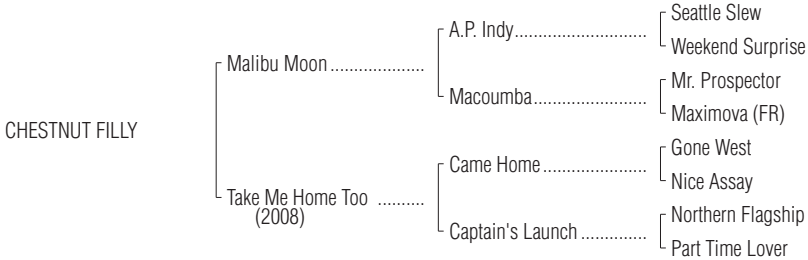 Seattle Slew
A.P. Indy..............................
Weekend Surprise
Malibu Moon .....................
Mr. Prospector
Macoumba..........................
Maximova (FR)
CHESTNUT FILLY
Gone West
Came Home........................
Nice Assay
Take Me Home Too ..........
(2008)
Northern Flagship
Captain's Launch ...............
Part Time Lover